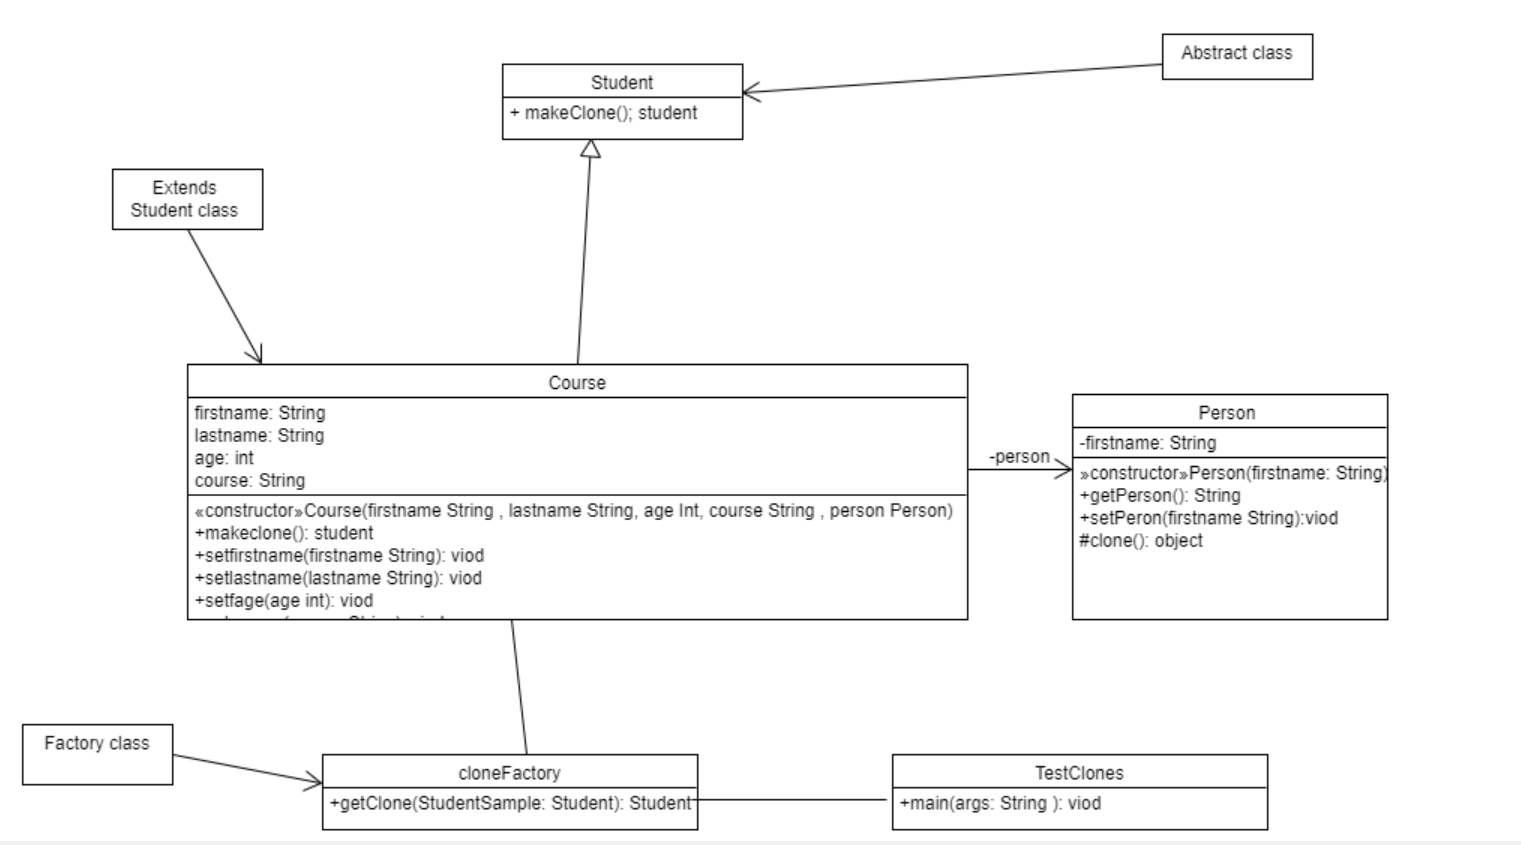 Abstract class
Student
+ makeClone(); student
Extends
Student class
Course
firstname: String
lastname: String
age: int
course: String
«constructor»Course(firstname String , lastname String, age Int, course String , person Person)
+makeclone(): student
+setfirstname(firstname String): viod
+setlastname(lastname String): viod
+setfage(age int): viod
-person
Person
-firstname: String
»constructor»Person(firstname: String)
+getPerson(): String
+setPeron(firstname String):viod
#clone(): object
Factory class
cloneFactory
+getClone(StudentSample: Student): Student
TestClones
+main(args: String ): viod